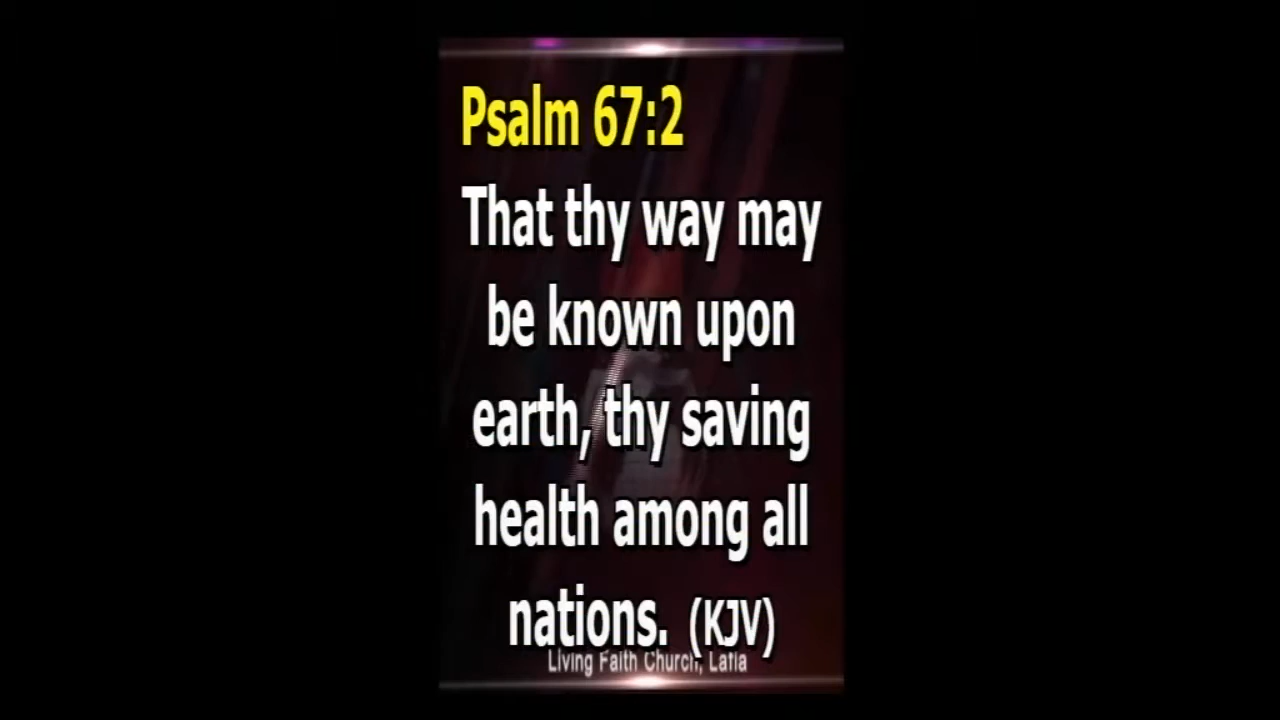 Psalm 67:2
That thy way may
be known upon
earth, thy saving
health among all
nations. (KJV)
Living Faith Church, Lafia